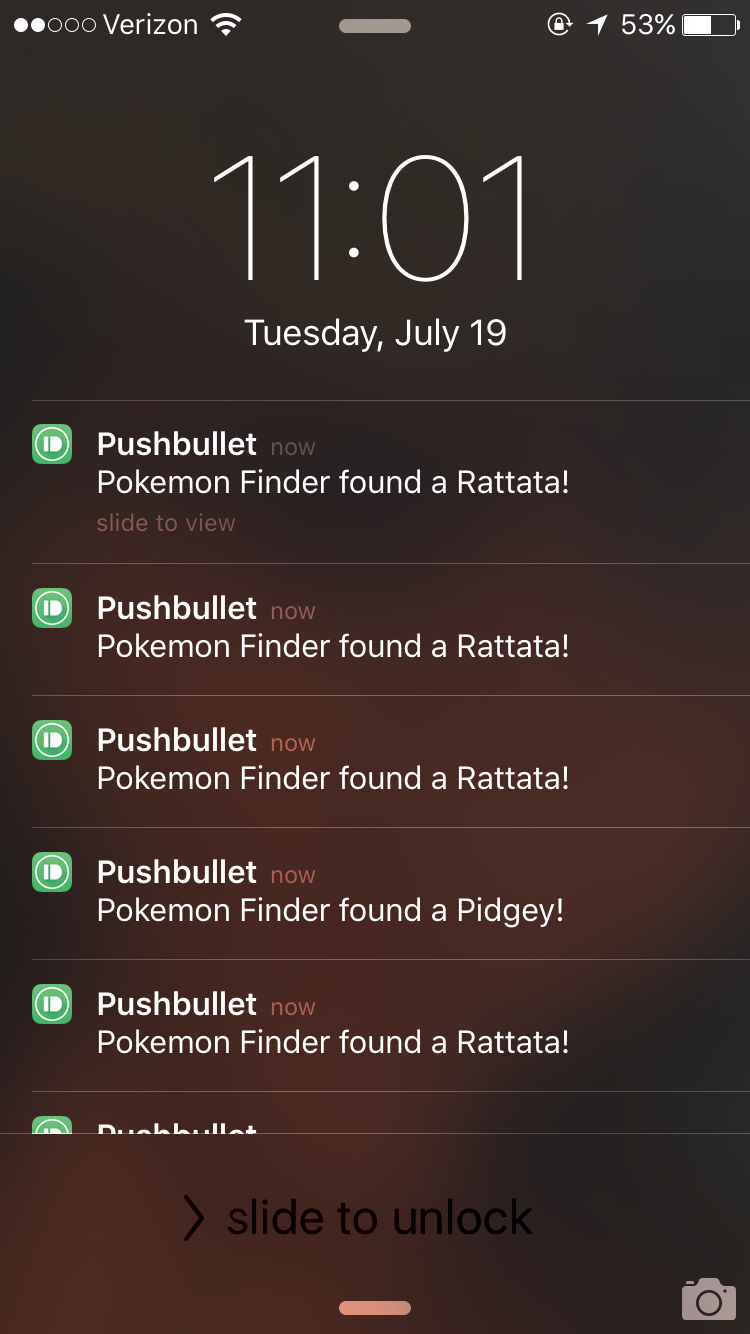 Verizon 53%
11:01
Tuesday, July 19
Pushbullet now
Pokemon Finder found a Rattata!
slide to view
Pushbullet now
Pokemon Finder found a Rattata!
Pushbullet now
Pokemon Finder found a Rattata!
Pushbullet now
Pokemon Finder found a Pidgey!
Pushbullet now
Pokemon Finder found a Rattata!
Pushbullet
slide to unlock